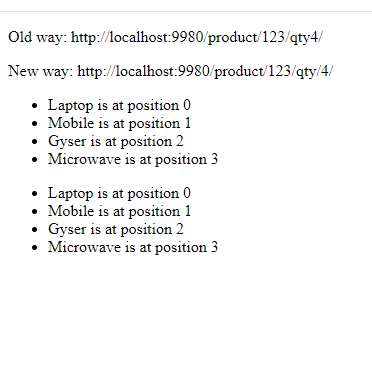 Old way: http://localhost:9980/product/123/qty4/
New way: http://localhost:9980/product/123/qty/4/
Laptop is at position 0
Mobile is at position 1
Gyser is at position 2
Microwave is at position 3
Laptop is at position 0
Mobile is at position 1
Gyser is at position 2
Microwave is at position 3